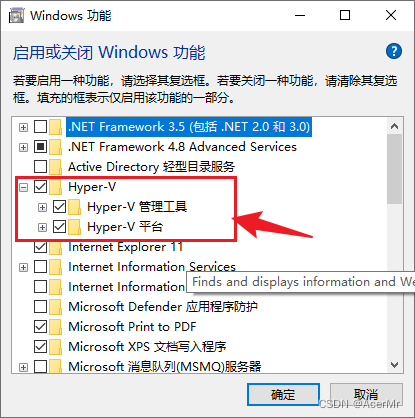 Windows 功能
启用或关闭 Windows 功能
若要启用一种功能，请选择其复选框。若要关闭一种功能，请清除其复选
框。填充的框表示仅启用该功能的一部分。
.NET Framework 3.5 (包括 .NET 2.0 和 3.0)
.NET Framework 4.8 Advanced Services
Active Directory 轻型目录服务
Hyper-V
Hyper-V 管理工具
Hyper-V 平台
Internet Explorer 11
Internet Information Services
Internet Information
Finds and displays information and We
Microsoft Defender 应用程序防护
Microsoft Print to PDF
Microsoft XPS 文档写入程序
Microsoft 消息队列(MSMQ)服务器
确定
取消
CSDN @AcerMr